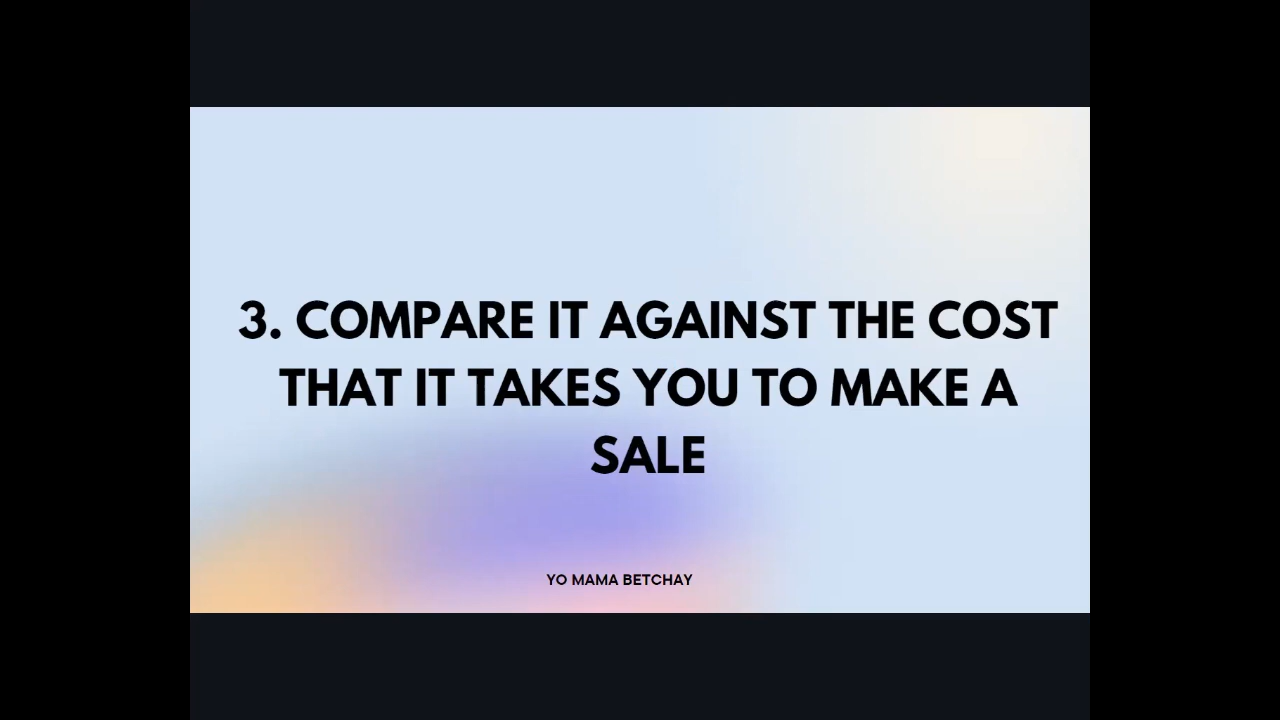 3. COMPARE IT AGAINST THE COST
THAT IT TAKES YOU TO MAKE A
SALE
YO MAMA BETCHAY